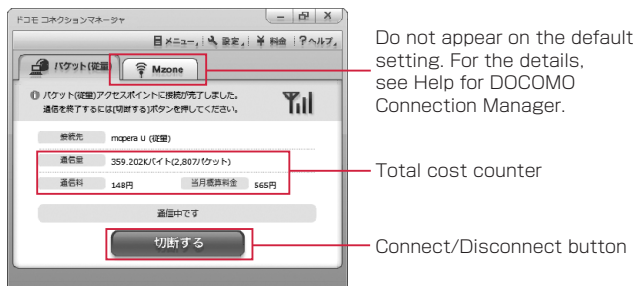 ドコモ コネクションマネージャ
メニュー, 設定, ¥ 料金 ?ヘルプ,
パケット(従量) Mzone
パケット(従量)アクセスポイントに接続が完了しました。
通信を終了するには(切断する)ボタンを押してください。
接続先 mopera U (従量)
通信量 359.202Kバイト(2,807パケット)
通信料 148円 当月概算料金 565円
通信中です
切断する
Do not appear on the default
setting. For the details,
see Help for DOCOMO
Connection Manager.
Total cost counter
Connect/Disconnect button